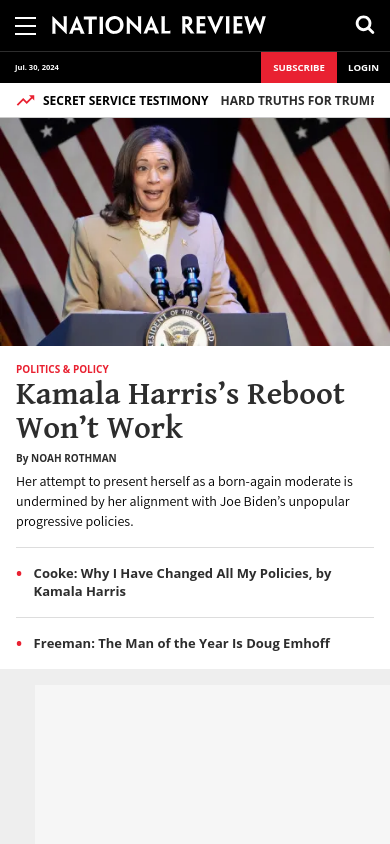 NATIONAL REVIEW
Jul. 30, 2024
SUBSCRIBE
LOGIN
SECRET SERVICE TESTIMONY HARD TRUTHS FOR TRUMP
OF THE UNITED
POLITICS & POLICY
Kamala Harris’s Reboot
Won’t Work
By NOAH ROTHMAN
Her attempt to present herself as a born-again moderate is
undermined by her alignment with Joe Biden’s unpopular
progressive policies.
Cooke: Why I Have Changed All My Policies, by
Kamala Harris
Freeman: The Man of the Year Is Doug Emhoff